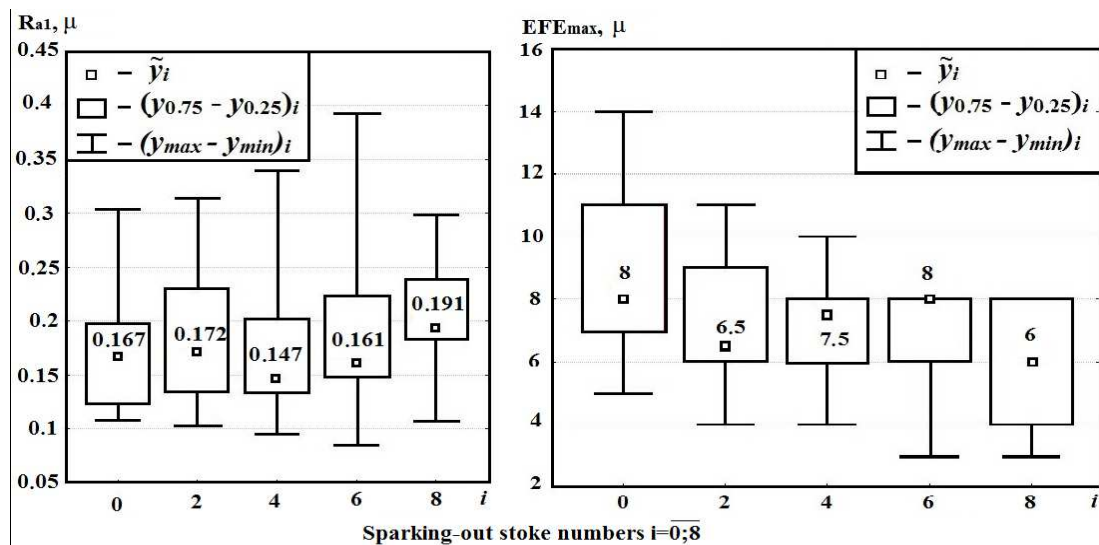 Ra1, μ
0.45
0.4
0.35
0.3
0.25
0.2
0.15
0.1
0.05
− ỹi
− (y0.75 - y0.25)i
− (ymax - ymin)i
0.167
0.172
0.147
0.161
0.191
0 2 4 6 8 i
EFEmax, μ
16
14
12
10
8
6
4
2
− ỹi
− (y0.75 - y0.25)i
− (ymax - ymin)i
8
6.5
7.5
8
6
0 2 4 6 8 i
Sparking-out stoke numbers i=0;8